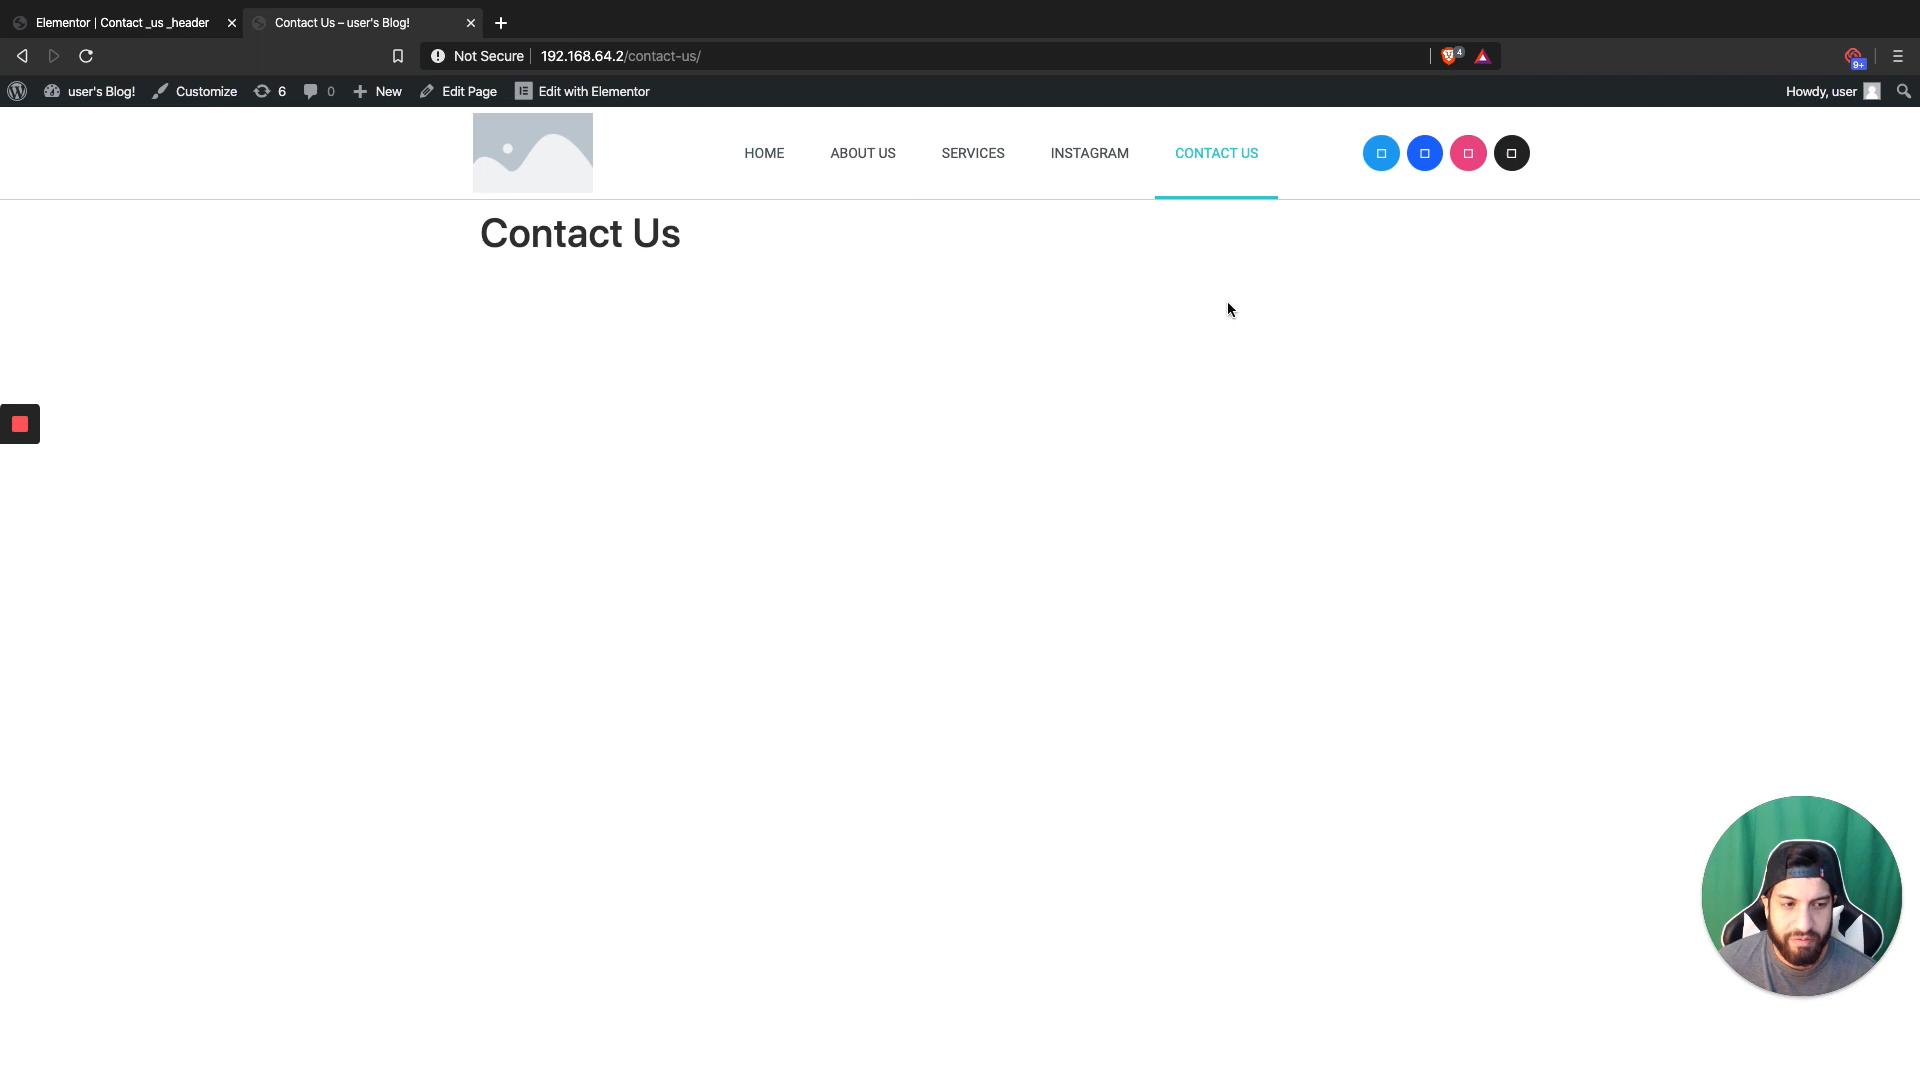 Elementor | Contact _us _header
Contact Us – user's Blog!
Not Secure
192.168.64.2/contact-us/
4
9+
user's Blog!
Customize
6
0
New
Edit Page
Edit with Elementor
Howdy, user
HOME
ABOUT US
SERVICES
INSTAGRAM
CONTACT US
Contact Us